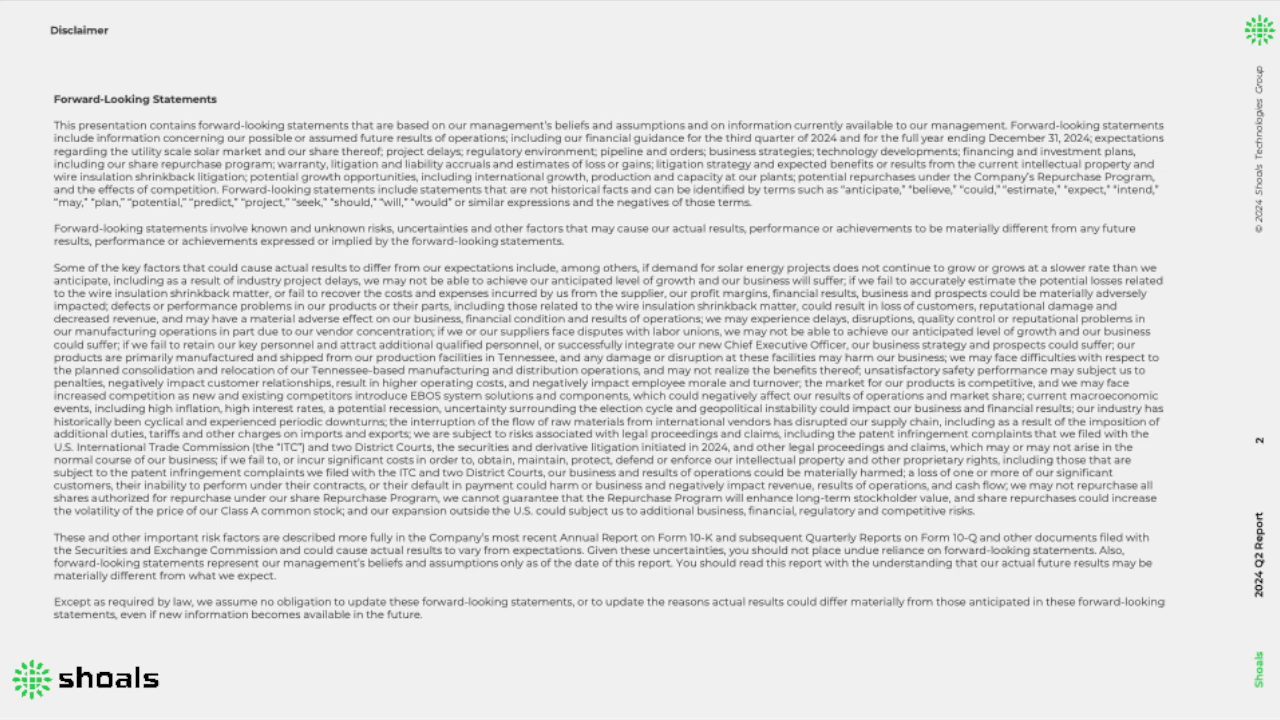 Disclaimer
Forward-Looking Statements
This presentation contains forward-looking statements that are based on our management's beliefs and assumptions and on information currently available to our management. Forward-looking statements
include information concerning our possible or assumed future results of operations; including our financial guidance for the third quarter of 2024 and for the full year ending December 31, 2024; expectations
regarding the utility scale solar market and our share thereof; project delays; regulatory environment; pipeline and orders; business strategies; technology developments; financing and investment plans,
including our share repurchase program; warranty, litigation and liability accruals and estimates of loss or gains; litigation strategy and expected benefits or results from the current intellectual property and
wire insulation shrinkback litigation; potential growth opportunities, including international growth, production and capacity at our plants; potential repurchases under the Company's Repurchase Program,
and the effects of competition. Forward-looking statements include statements that are not historical facts and can be identified by terms such as “anticipate,” “believe,” “could,” “estimate,” “expect,” “intend,”
“may,” “plan,” “potential,” “predict,” “project,” “seek,” “should,” “will,” “would” or similar expressions and the negatives of those terms.
Forward-looking statements involve known and unknown risks, uncertainties and other factors that may cause our actual results, performance or achievements to be materially different from any future
results, performance or achievements expressed or implied by the forward-looking statements.
Some of the key factors that could cause actual results to differ from our expectations include, among others, if demand for solar energy projects does not continue to grow or grows at a slower rate than we
anticipate, including as a result of industry project delays, we may not be able to achieve our anticipated level of growth and our business will suffer; if we fail to accurately estimate the potential losses related
to the wire insulation shrinkback matter, or fail to recover the costs and expenses incurred by us from the supplier, our profit margins, financial results, business and prospects could be materially adversely
impacted; defects or performance problems in our products or their parts, including those related to the wire insulation shrinkback matter, could result in loss of customers, reputational damage and
decreased revenue, and may have a material adverse effect on our business, financial condition and results of operations; we may experience delays, disruptions, quality control or reputational problems in
our manufacturing operations in part due to our vendor concentration; if we or our suppliers face disputes with labor unions, we may not be able to achieve our anticipated level of growth and our business
could suffer; if we fail to retain our key personnel and attract additional qualified personnel, or successfully integrate our new Chief Executive Officer, our business strategy and prospects could suffer; our
products are primarily manufactured and shipped from our production facilities in Tennessee, and any damage or disruption at these facilities may harm our business; we may face difficulties with respect to
the planned consolidation and relocation of our Tennessee-based manufacturing and distribution operations, and may not realize the benefits thereof; unsatisfactory safety performance may subject us to
penalties, negatively impact customer relationships, result in higher operating costs, and negatively impact employee morale and turnover; the market for our products is competitive, and we may face
increased competition as new and existing competitors introduce EBOS system solutions and components, which could negatively affect our results of operations and market share; current macroeconomic
events, including high inflation, high interest rates, a potential recession, uncertainty surrounding the election cycle and geopolitical instability could impact our business and financial results; our industry has
historically been cyclical and experienced periodic downturns; the interruption of the flow of raw materials from international vendors has disrupted our supply chain, including as a result of the imposition of
additional duties, tariffs and other charges on imports and exports; we are subject to risks associated with legal proceedings and claims, including the patent infringement complaints that we filed with the
U.S. International Trade Commission (the “ITC”) and two District Courts, the securities and derivative litigation initiated in 2024, and other legal proceedings and claims, which may or may not arise in the
normal course of our business; if we fail to, or incur significant costs in order to, obtain, maintain, protect, defend or enforce our intellectual property and other proprietary rights, including those that are
subject to the patent infringement complaints we filed with the ITC and two District Courts, our business and results of operations could be materially harmed; a loss of one or more of our significant
customers, their inability to perform under their contracts, or their default in payment could harm or business and negatively impact revenue, results of operations, and cash flow; we may not repurchase all
shares authorized for repurchase under our share Repurchase Program, we cannot guarantee that the Repurchase Program will enhance long-term stockholder value, and share repurchases could increase
the volatility of the price of our Class A common stock; and our expansion outside the U.S. could subject us to additional business, financial, regulatory and competitive risks.
These and other important risk factors are described more fully in the Company's most recent Annual Report on Form 10-K and subsequent Quarterly Reports on Form 10-Q and other documents filed with
the Securities and Exchange Commission and could cause actual results to vary from expectations. Given these uncertainties, you should not place undue reliance on forward-looking statements. Also,
forward-looking statements represent our management's beliefs and assumptions only as of the date of this report. You should read this report with the understanding that our actual future results may be
materially different from what we expect.
Except as required by law, we assume no obligation to update these forward-looking statements, or to update the reasons actual results could differ materially from those anticipated in these forward-looking
statements, even if new information becomes available in the future.
shoals
© 2024 Shoals Technologies Group
2
2024 Q2 Report
Shoals